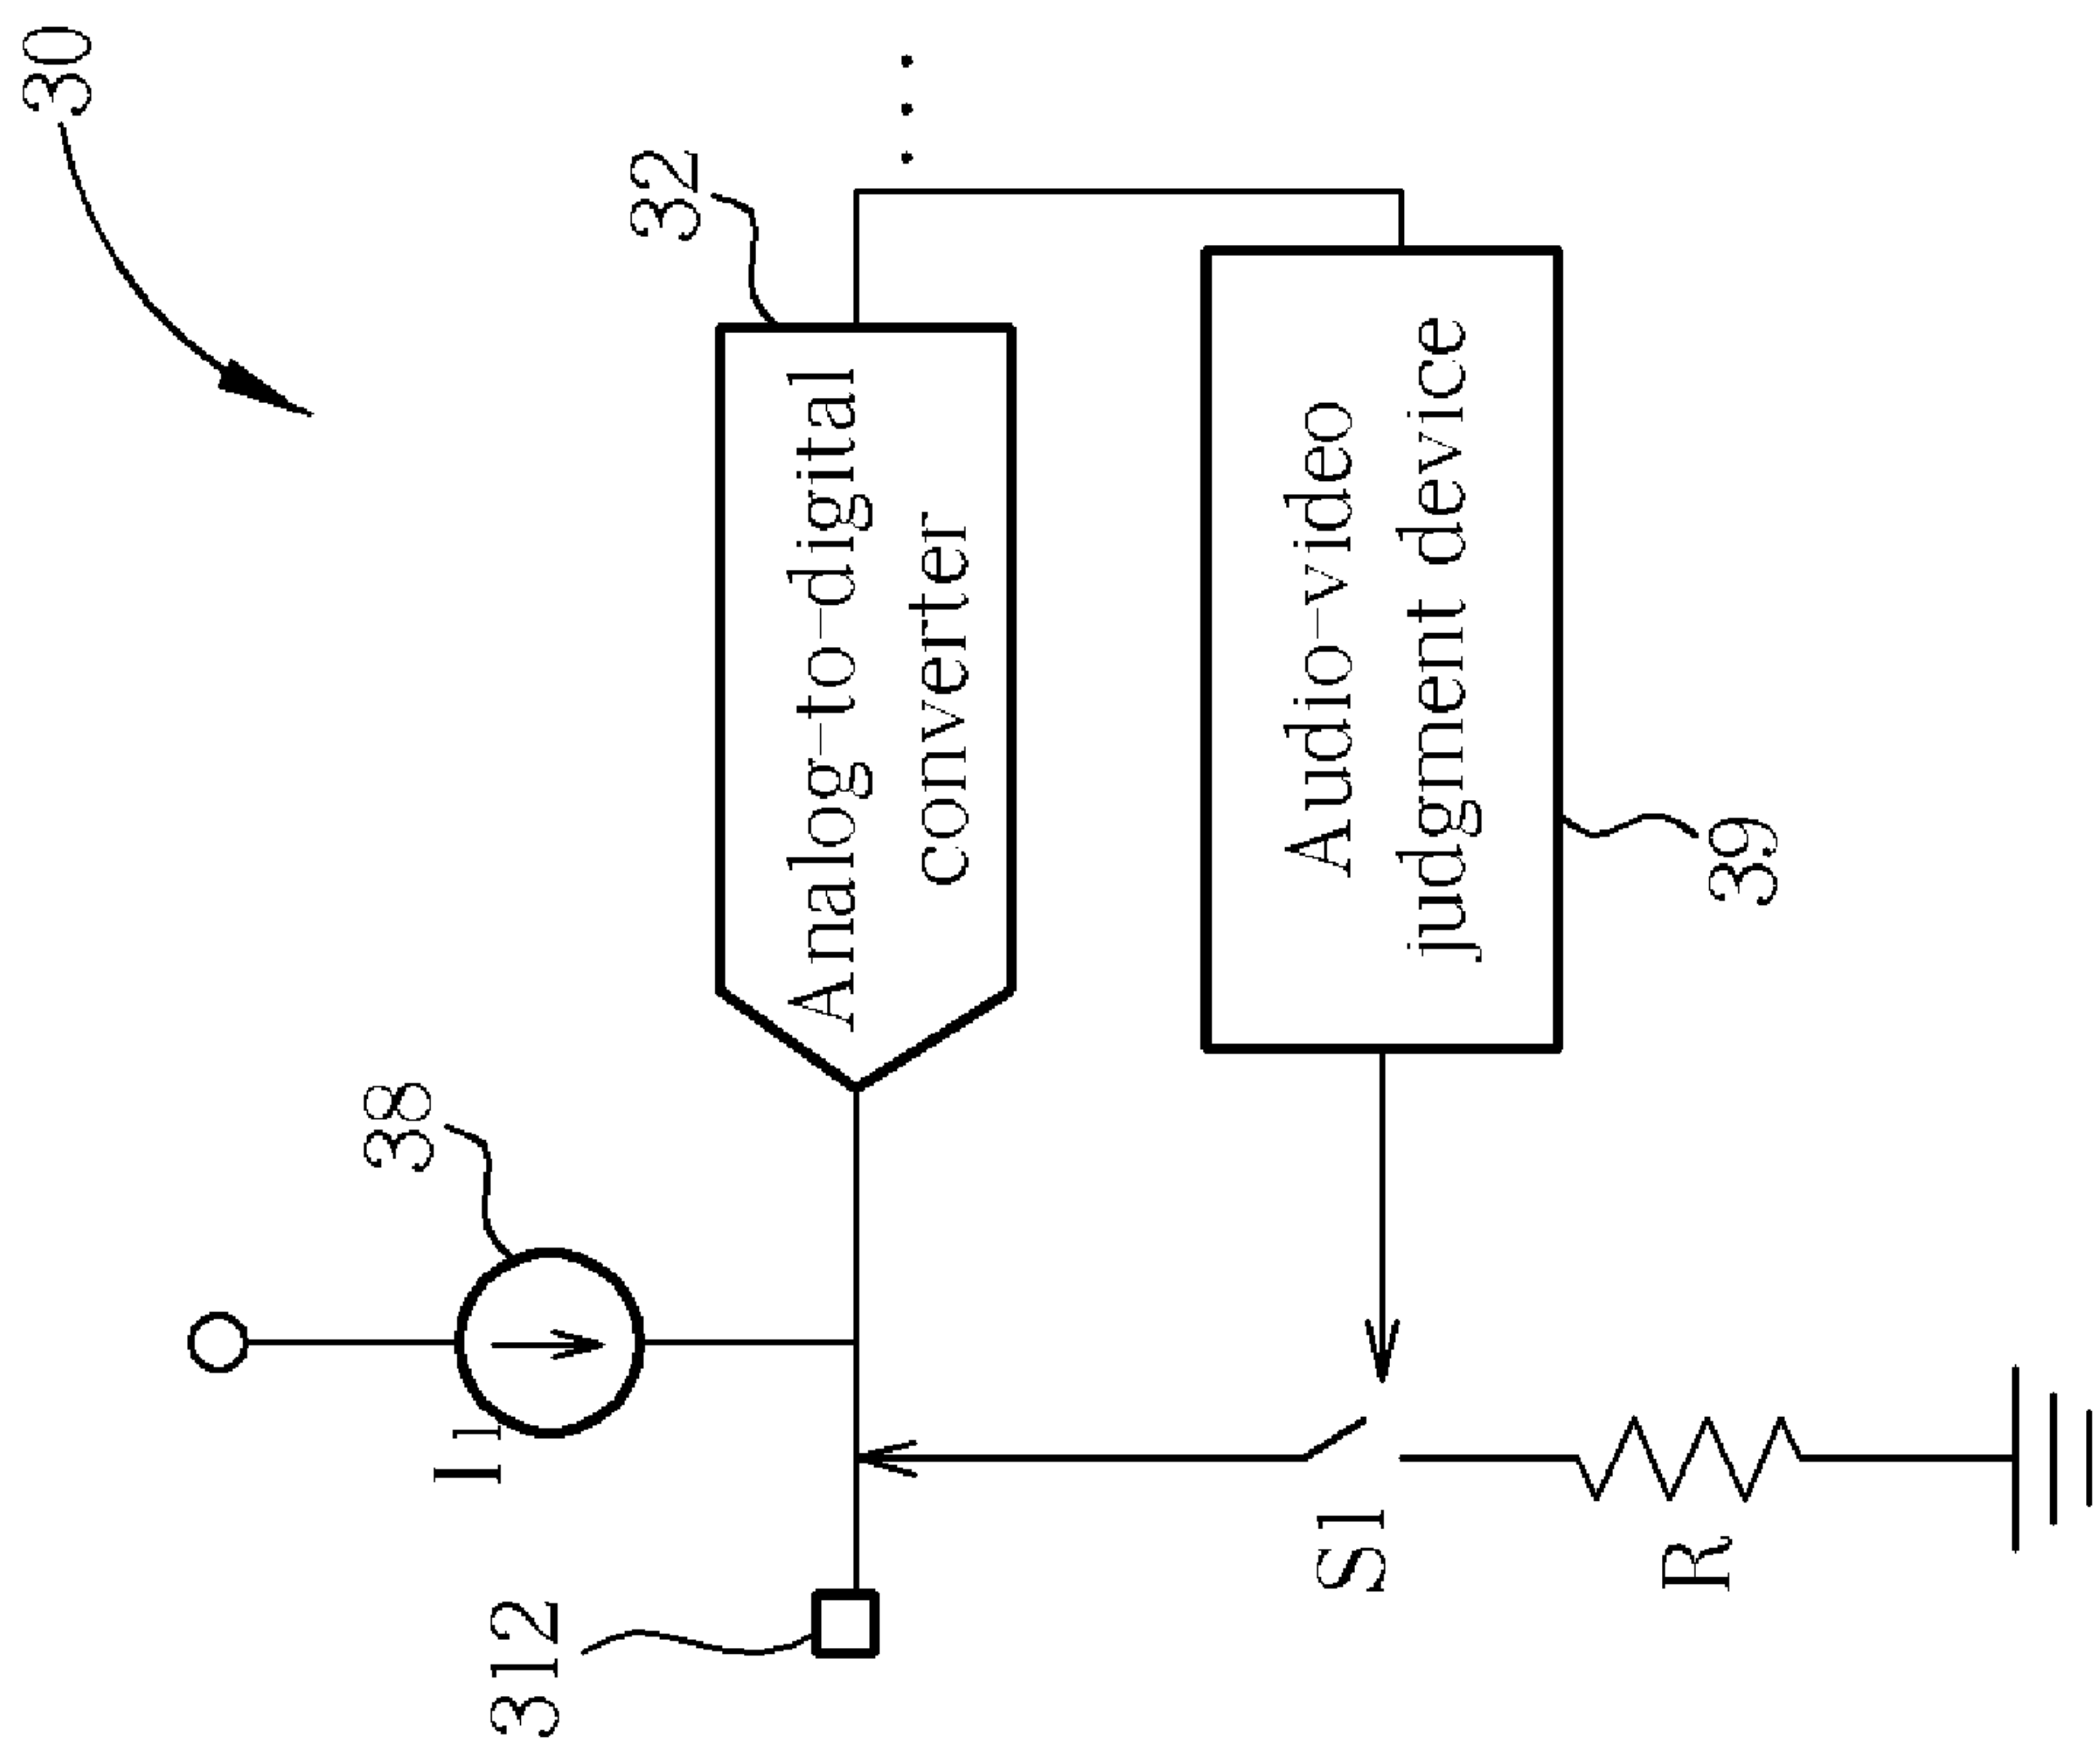 30
32
38
Analog-to-digital
converter
I1
312
Audio-video
judgment device
39
S1
R